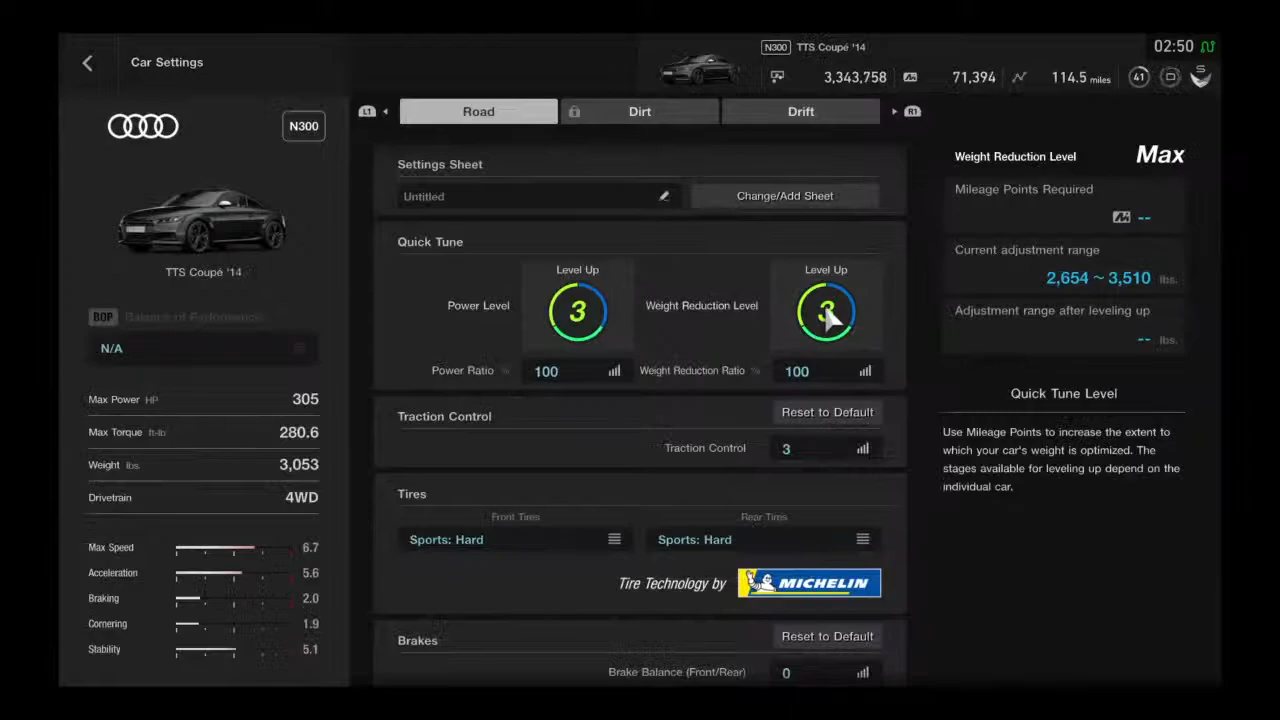 Car Settings
N300 TTS Coupé '14
02:50
3,343,758 71,394 114.5 miles 41 S
L1 Road Dirt Drift R1
N300
TTS Coupé '14
BOP Balance of Performance
N/A
Max Power HP 305
Max Torque ft-lb 280.6
Weight lbs. 3,053
Drivetrain 4WD
Max Speed 6.7
Acceleration 5.6
Braking 2.0
Cornering 1.9
Stability 5.1
Settings Sheet
Untitled Change/Add Sheet
Quick Tune
Level Up Level Up
Power Level 3 Weight Reduction Level 3
Power Ratio % 100 Weight Reduction Ratio % 100
Traction Control Reset to Default
Traction Control 3
Tires
Front Tires Rear Tires
Sports: Hard Sports: Hard
Tire Technology by MICHELIN
Brakes Reset to Default
Brake Balance (Front/Rear) 0
Weight Reduction Level Max
Mileage Points Required
--
Current adjustment range
2,654 ~ 3,510 lbs.
Adjustment range after leveling up
-- lbs.
Quick Tune Level
Use Mileage Points to increase the extent to
which your car's weight is optimized. The
stages available for leveling up depend on the
individual car.